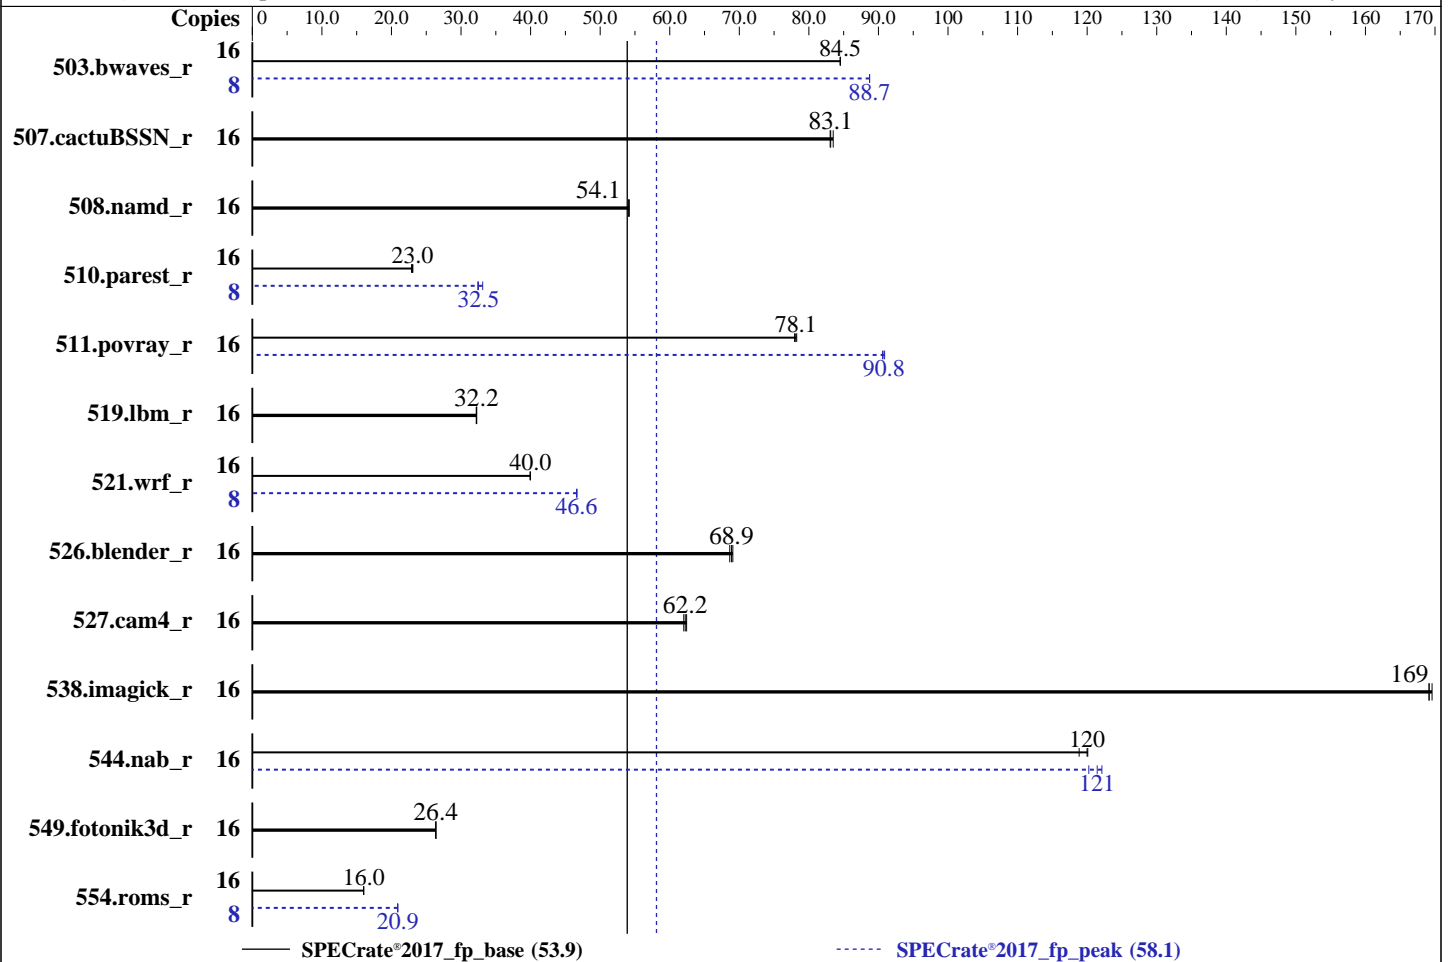 Copies 0 10.0 20.0 30.0 40.0 50.0 60.0 70.0 80.0 90.0 100 110 120 130 140 150 160 170
503.bwaves_r 16 84.5
8 88.7
507.cactuBSSN_r 16 83.1
508.namd_r 16 54.1
510.parest_r 16 23.0
8 32.5
511.povray_r 16 78.1
90.8
519.lbm_r 16 32.2
521.wrf_r 16 40.0
8 46.6
526.blender_r 16 68.9
527.cam4_r 16 62.2
538.imagick_r 16 169
544.nab_r 16 120
121
549.fotonik3d_r 16 26.4
554.roms_r 16 16.0
8 20.9
SPECrate®2017_fp_base (53.9) SPECrate®2017_fp_peak (58.1)